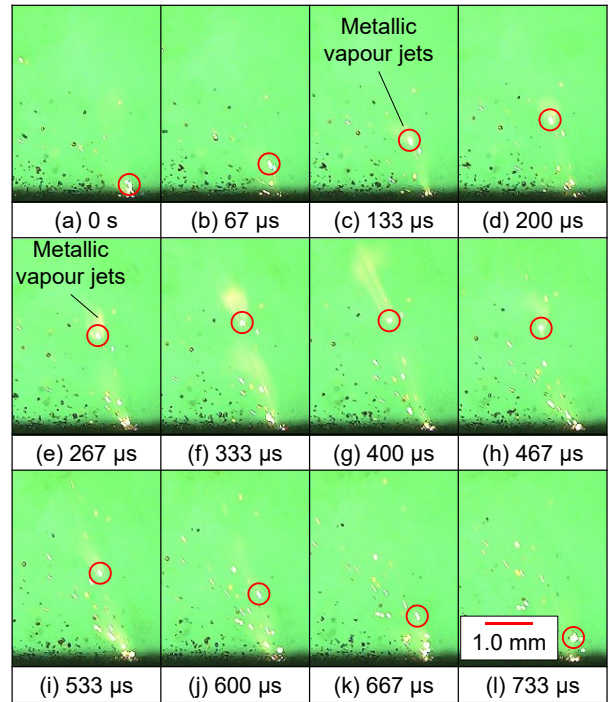 Metallic
vapour jets
(a) 0 s
(b) 67 µs
(c) 133 µs
(d) 200 µs
Metallic
vapour jets
(e) 267 µs
(f) 333 µs
(g) 400 µs
(h) 467 µs
1.0 mm
(i) 533 µs
(j) 600 µs
(k) 667 µs
(l) 733 µs